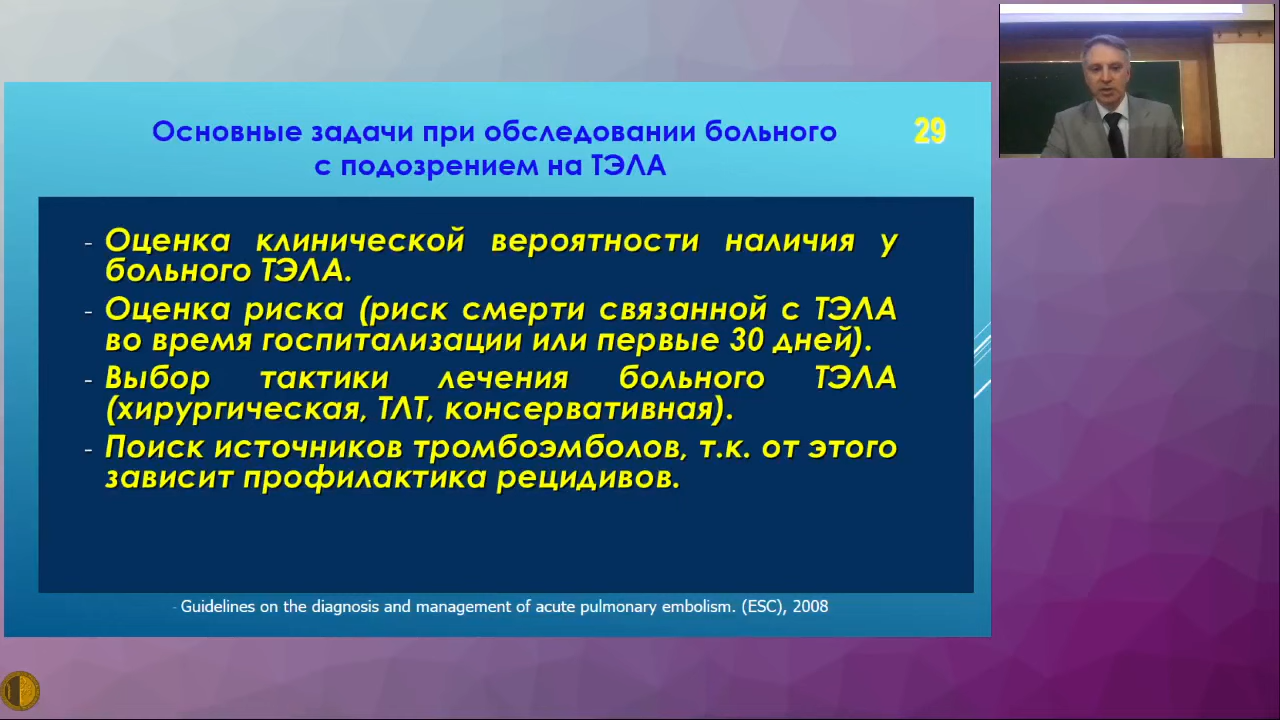 Основные задачи при обследовании больного
с подозрением на ТЭЛА
29
- Оценка клинической вероятности наличия у
больного ТЭЛА.
- Оценка риска (риск смерти связанной с ТЭЛА
во время госпитализации или первые 30 дней).
- Выбор тактики лечения больного ТЭЛА
(хирургическая, ТЛТ, консервативная).
- Поиск источников тромбоэмболов, т.к. от этого
зависит профилактика рецидивов.
- Guidelines on the diagnosis and management of acute pulmonary embolism. (ESC), 2008